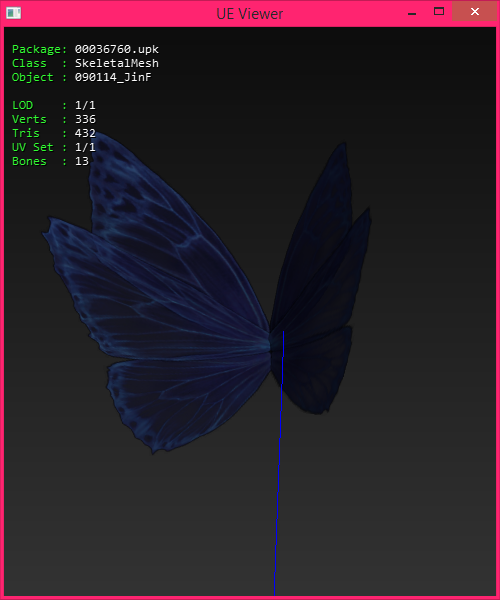 UE Viewer
Package: 00036760.upk
Class  : SkeletalMesh
Object : 090114_JinF
LOD    : 1/1
Verts  : 336
Tris   : 432
UV Set : 1/1
Bones  : 13